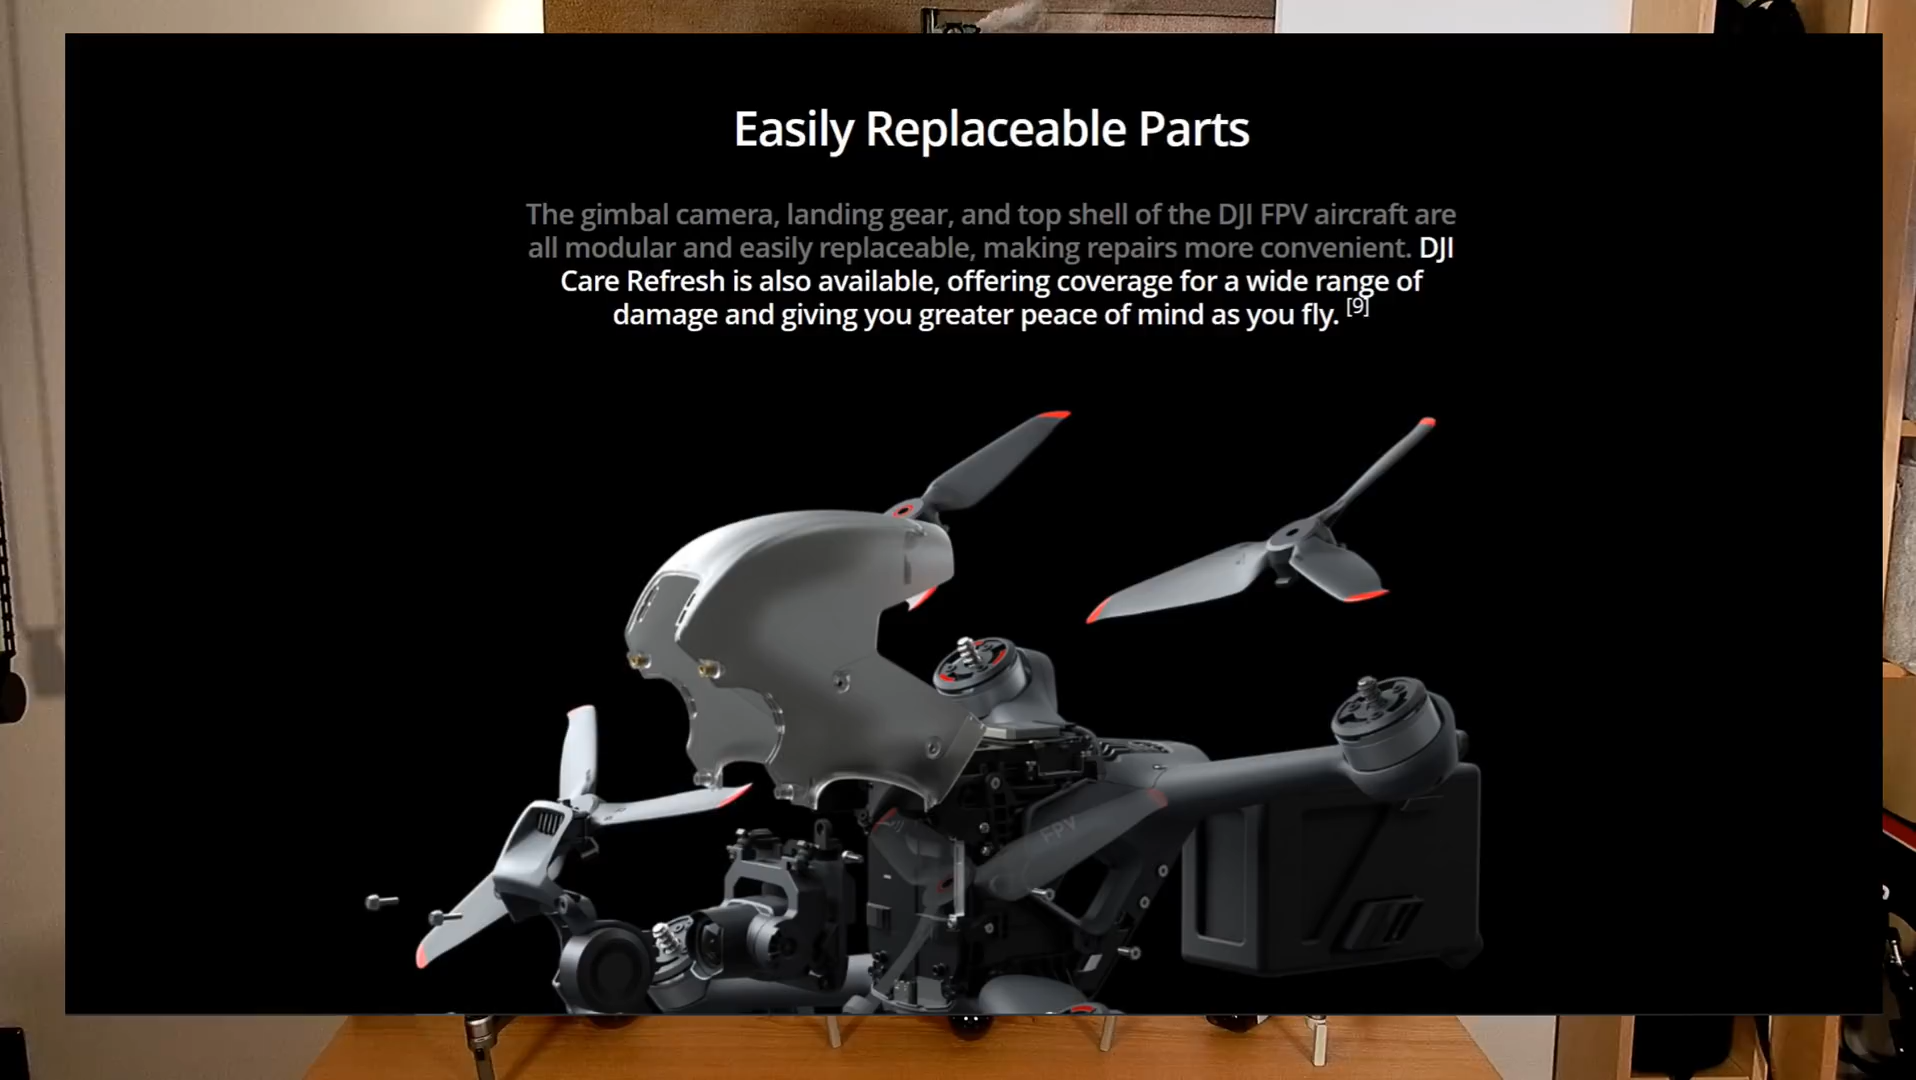 Easily Replaceable Parts
The gimbal camera, landing gear, and top shell of the DJI FPV aircraft are
all modular and easily replaceable, making repairs more convenient. DJI
Care Refresh is also available, offering coverage for a wide range of
damage and giving you greater peace of mind as you fly. [9]
FPV